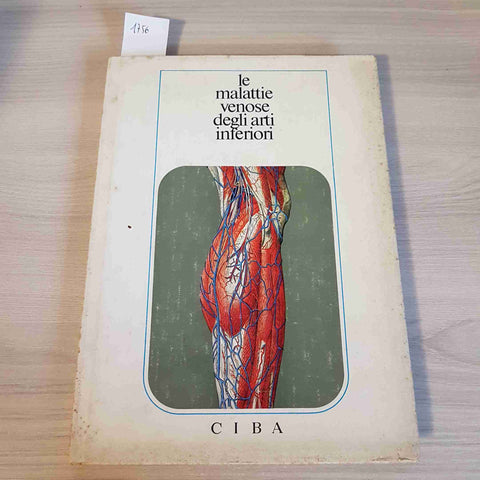 1756
le
malattie
venose
degli arti
inferiori
CIBA